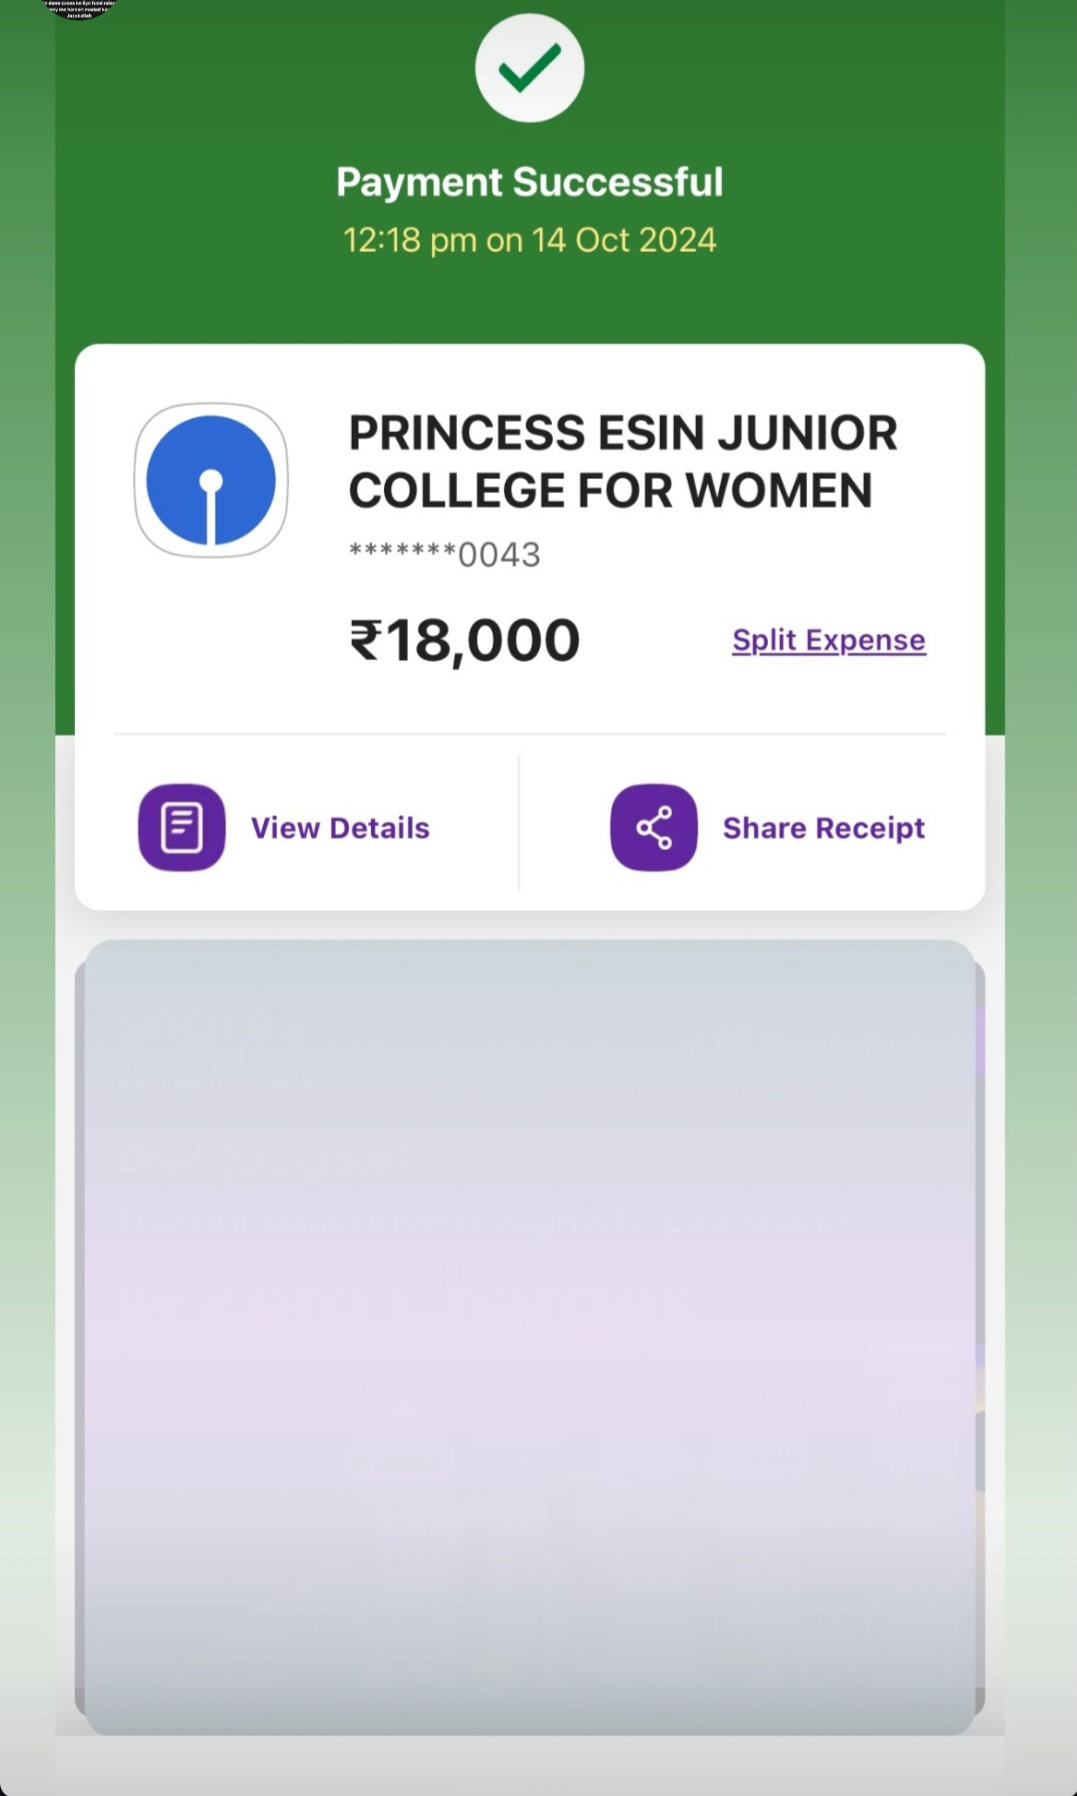 Payment Successful
12:18 pm on 14 Oct 2024
PRINCESS ESIN JUNIOR
COLLEGE FOR WOMEN
*******0043
₹18,000
Split Expense
View Details
Share Receipt
share
market
Don't just guess!
Use our data-driven insights to pick stocks